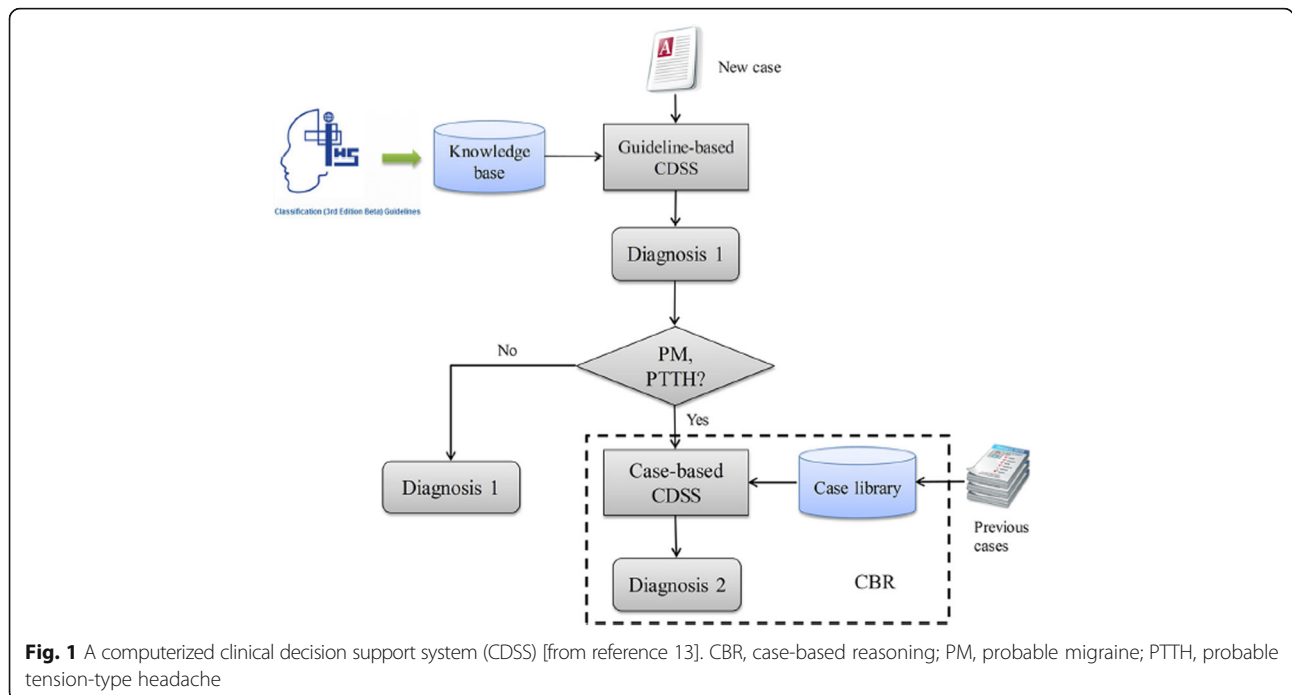 New case
IHS
Classification (3rd Edition Beta) Guidelines
Knowledge
base
Guideline-based
CDSS
Diagnosis 1
PM,
PTTH?
No
Yes
Diagnosis 1
Case-based
CDSS
Case library
Previous
cases
Diagnosis 2
CBR
Fig. 1 A computerized clinical decision support system (CDSS) [from reference 13]. CBR, case-based reasoning; PM, probable migraine; PTTH, probable
tension-type headache